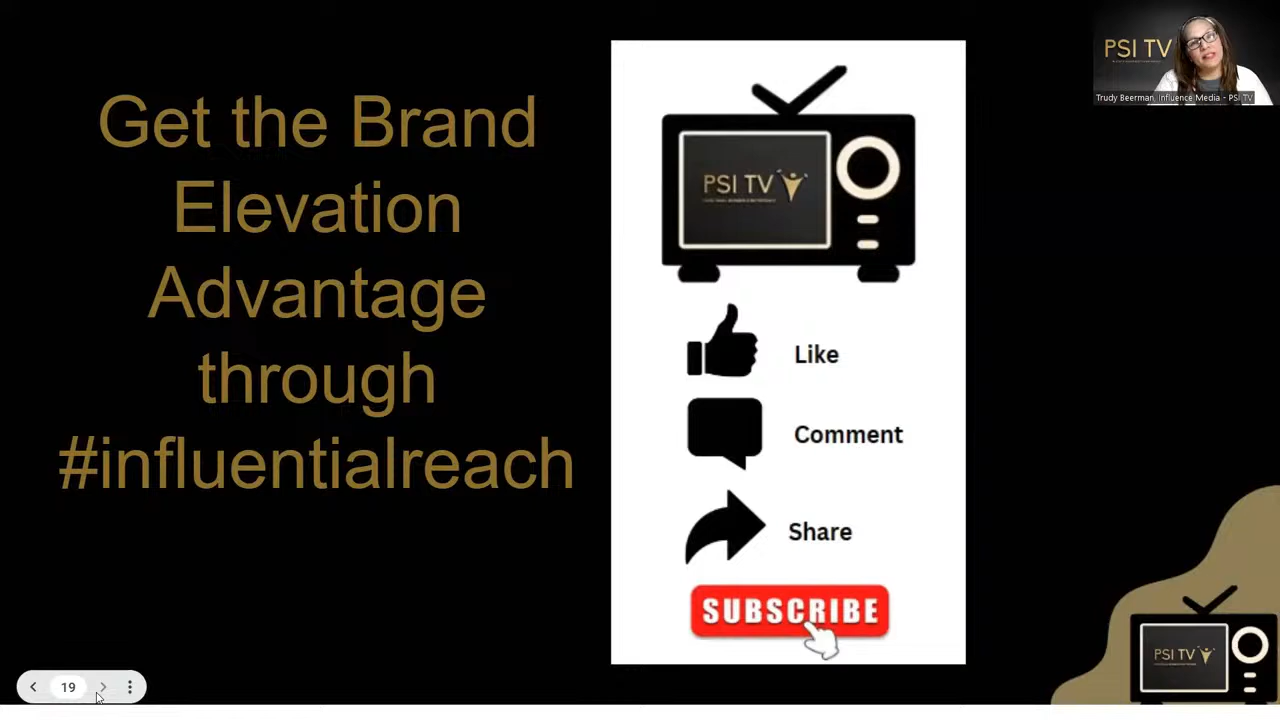 Get the Brand
Elevation
Advantage
through
#influentialreach
PSI TV
Like
Comment
Share
SUBSCRIBE
PSI TV
Trudy Beerman, Influence Media - PSI TV
PSI TV
19